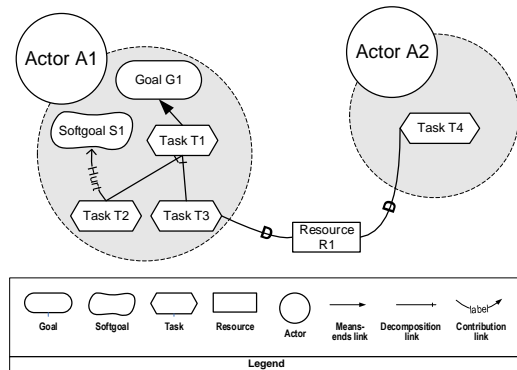 Actor A1
Actor A2
Goal G1
Softgoal S1
Task T1
Task T4
Hurt
Task T2
Task T3
D
D
Resource
R1
label
Goal
Softgoal
Task
Resource
Actor
Means-
ends link
Decomposition
link
Contribution
link
Legend